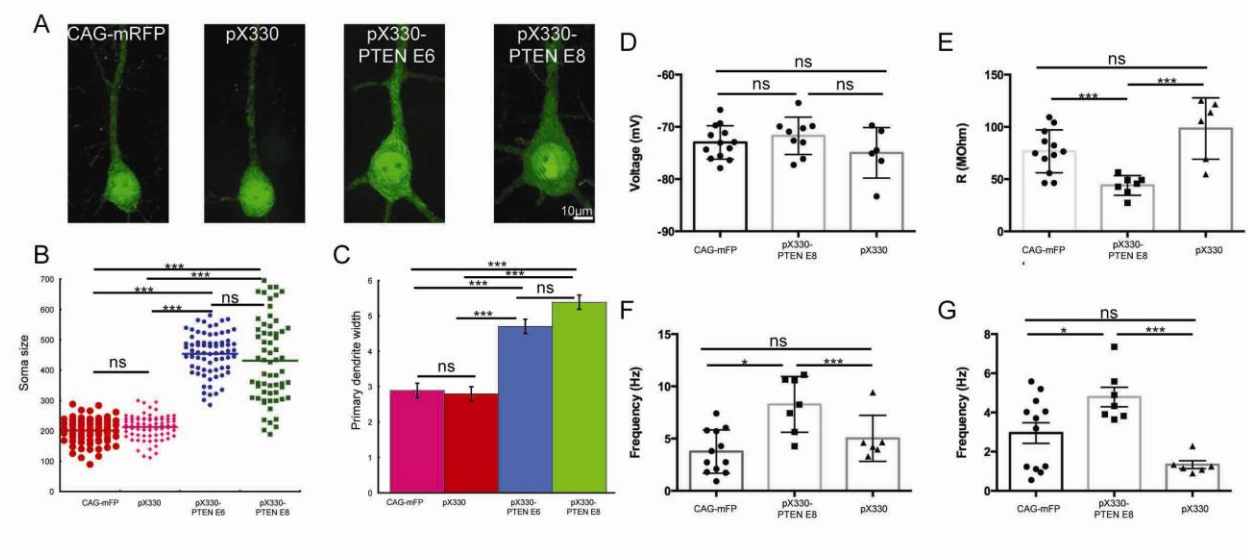 A
CAG-mRFP
pX330
pX330-
PTEN E6
pX330-
PTEN E8
10µm
B
***
***
***
ns
***
ns
Soma size
700
600
500
400
300
200
100
0
CAG-mFP
pX330
pX330-
PTEN E6
pX330-
PTEN E8
C
***
***
***
ns
***
ns
Primary dendrite width
6
5
4
3
2
1
0
CAG-mFP
pX330
pX330-
PTEN E6
pX330-
PTEN E8
D
ns
ns
ns
Voltage (mV)
-60
-70
-80
-90
CAG-mFP
pX330-
PTEN E8
pX330
E
ns
***
***
R (MOhm)
150
100
50
0
CAG-mFP
pX330-
PTEN E8
pX330
F
ns
*
***
Frequency (Hz)
15
10
5
0
CAG-mFP
pX330-
PTEN E8
pX330
G
ns
*
***
Frequency (Hz)
8
6
4
2
0
CAG-mFP
pX330-
PTEN E8
pX330